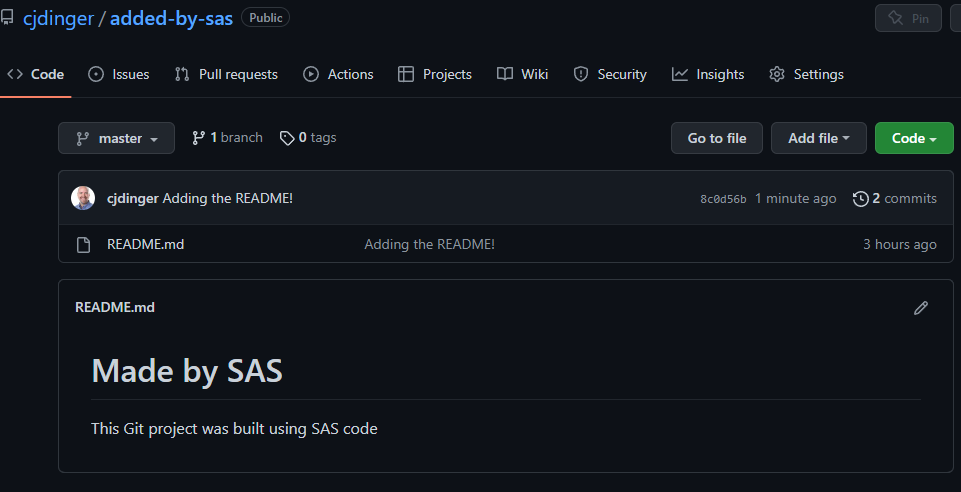 cjdinger / added-by-sas Public Pin
Code Issues Pull requests Actions Projects Wiki Security Insights Settings
master 1 branch 0 tags Go to file Add file Code
cjdinger Adding the README! 8c0d56b 1 minute ago 2 commits
README.md Adding the README! 3 hours ago
README.md
Made by SAS
This Git project was built using SAS code